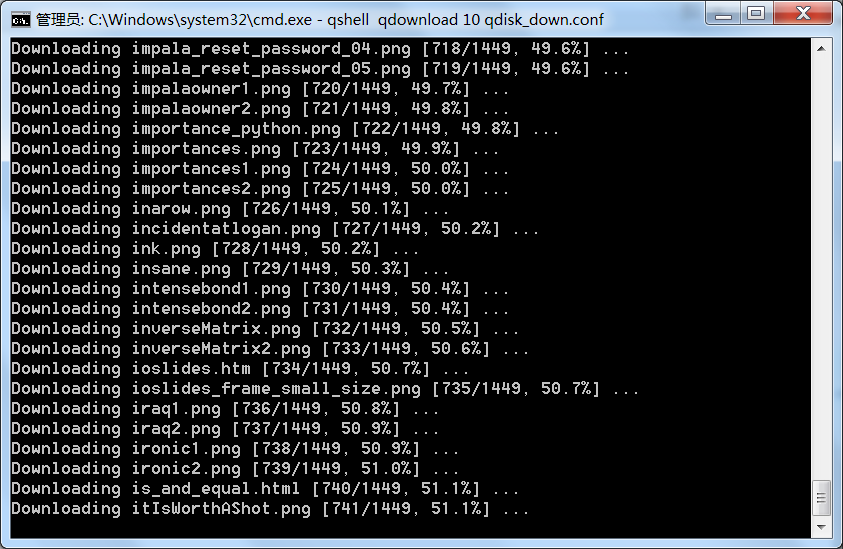 管理员: C:\Windows\system32\cmd.exe - qshell  qdownload 10 qdisk_down.conf
Downloading impala_reset_password_04.png [718/1449, 49.6%] ...
Downloading impala_reset_password_05.png [719/1449, 49.6%] ...
Downloading impalaowner1.png [720/1449, 49.7%] ...
Downloading impalaowner2.png [721/1449, 49.8%] ...
Downloading importance_python.png [722/1449, 49.8%] ...
Downloading importances.png [723/1449, 49.9%] ...
Downloading importances1.png [724/1449, 50.0%] ...
Downloading importances2.png [725/1449, 50.0%] ...
Downloading inarow.png [726/1449, 50.1%] ...
Downloading incidentatlogan.png [727/1449, 50.2%] ...
Downloading ink.png [728/1449, 50.2%] ...
Downloading insane.png [729/1449, 50.3%] ...
Downloading intensebond1.png [730/1449, 50.4%] ...
Downloading intensebond2.png [731/1449, 50.4%] ...
Downloading inverseMatrix.png [732/1449, 50.5%] ...
Downloading inverseMatrix2.png [733/1449, 50.6%] ...
Downloading ioslides.htm [734/1449, 50.7%] ...
Downloading ioslides_frame_small_size.png [735/1449, 50.7%] ...
Downloading iraq1.png [736/1449, 50.8%] ...
Downloading iraq2.png [737/1449, 50.9%] ...
Downloading ironic1.png [738/1449, 50.9%] ...
Downloading ironic2.png [739/1449, 51.0%] ...
Downloading is_and_equal.html [740/1449, 51.1%] ...
Downloading itIsWorthAShot.png [741/1449, 51.1%] ...